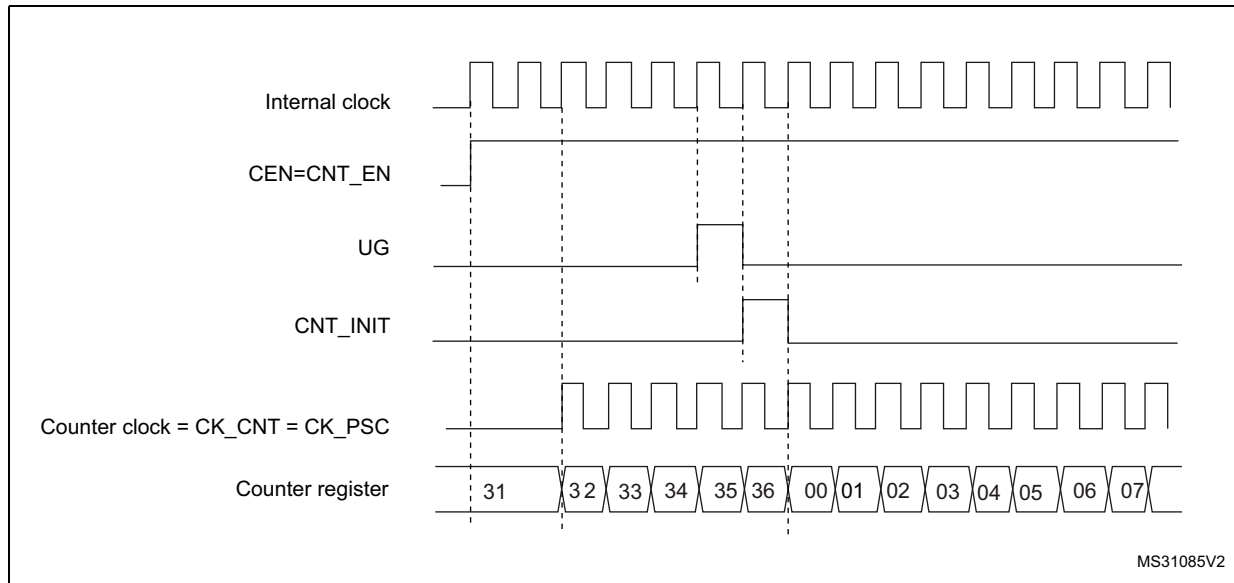 Internal clock
CEN=CNT_EN
UG
CNT_INIT
Counter clock = CK_CNT = CK_PSC
Counter register 31 32 33 34 35 36 00 01 02 03 04 05 06 07
MS31085V2